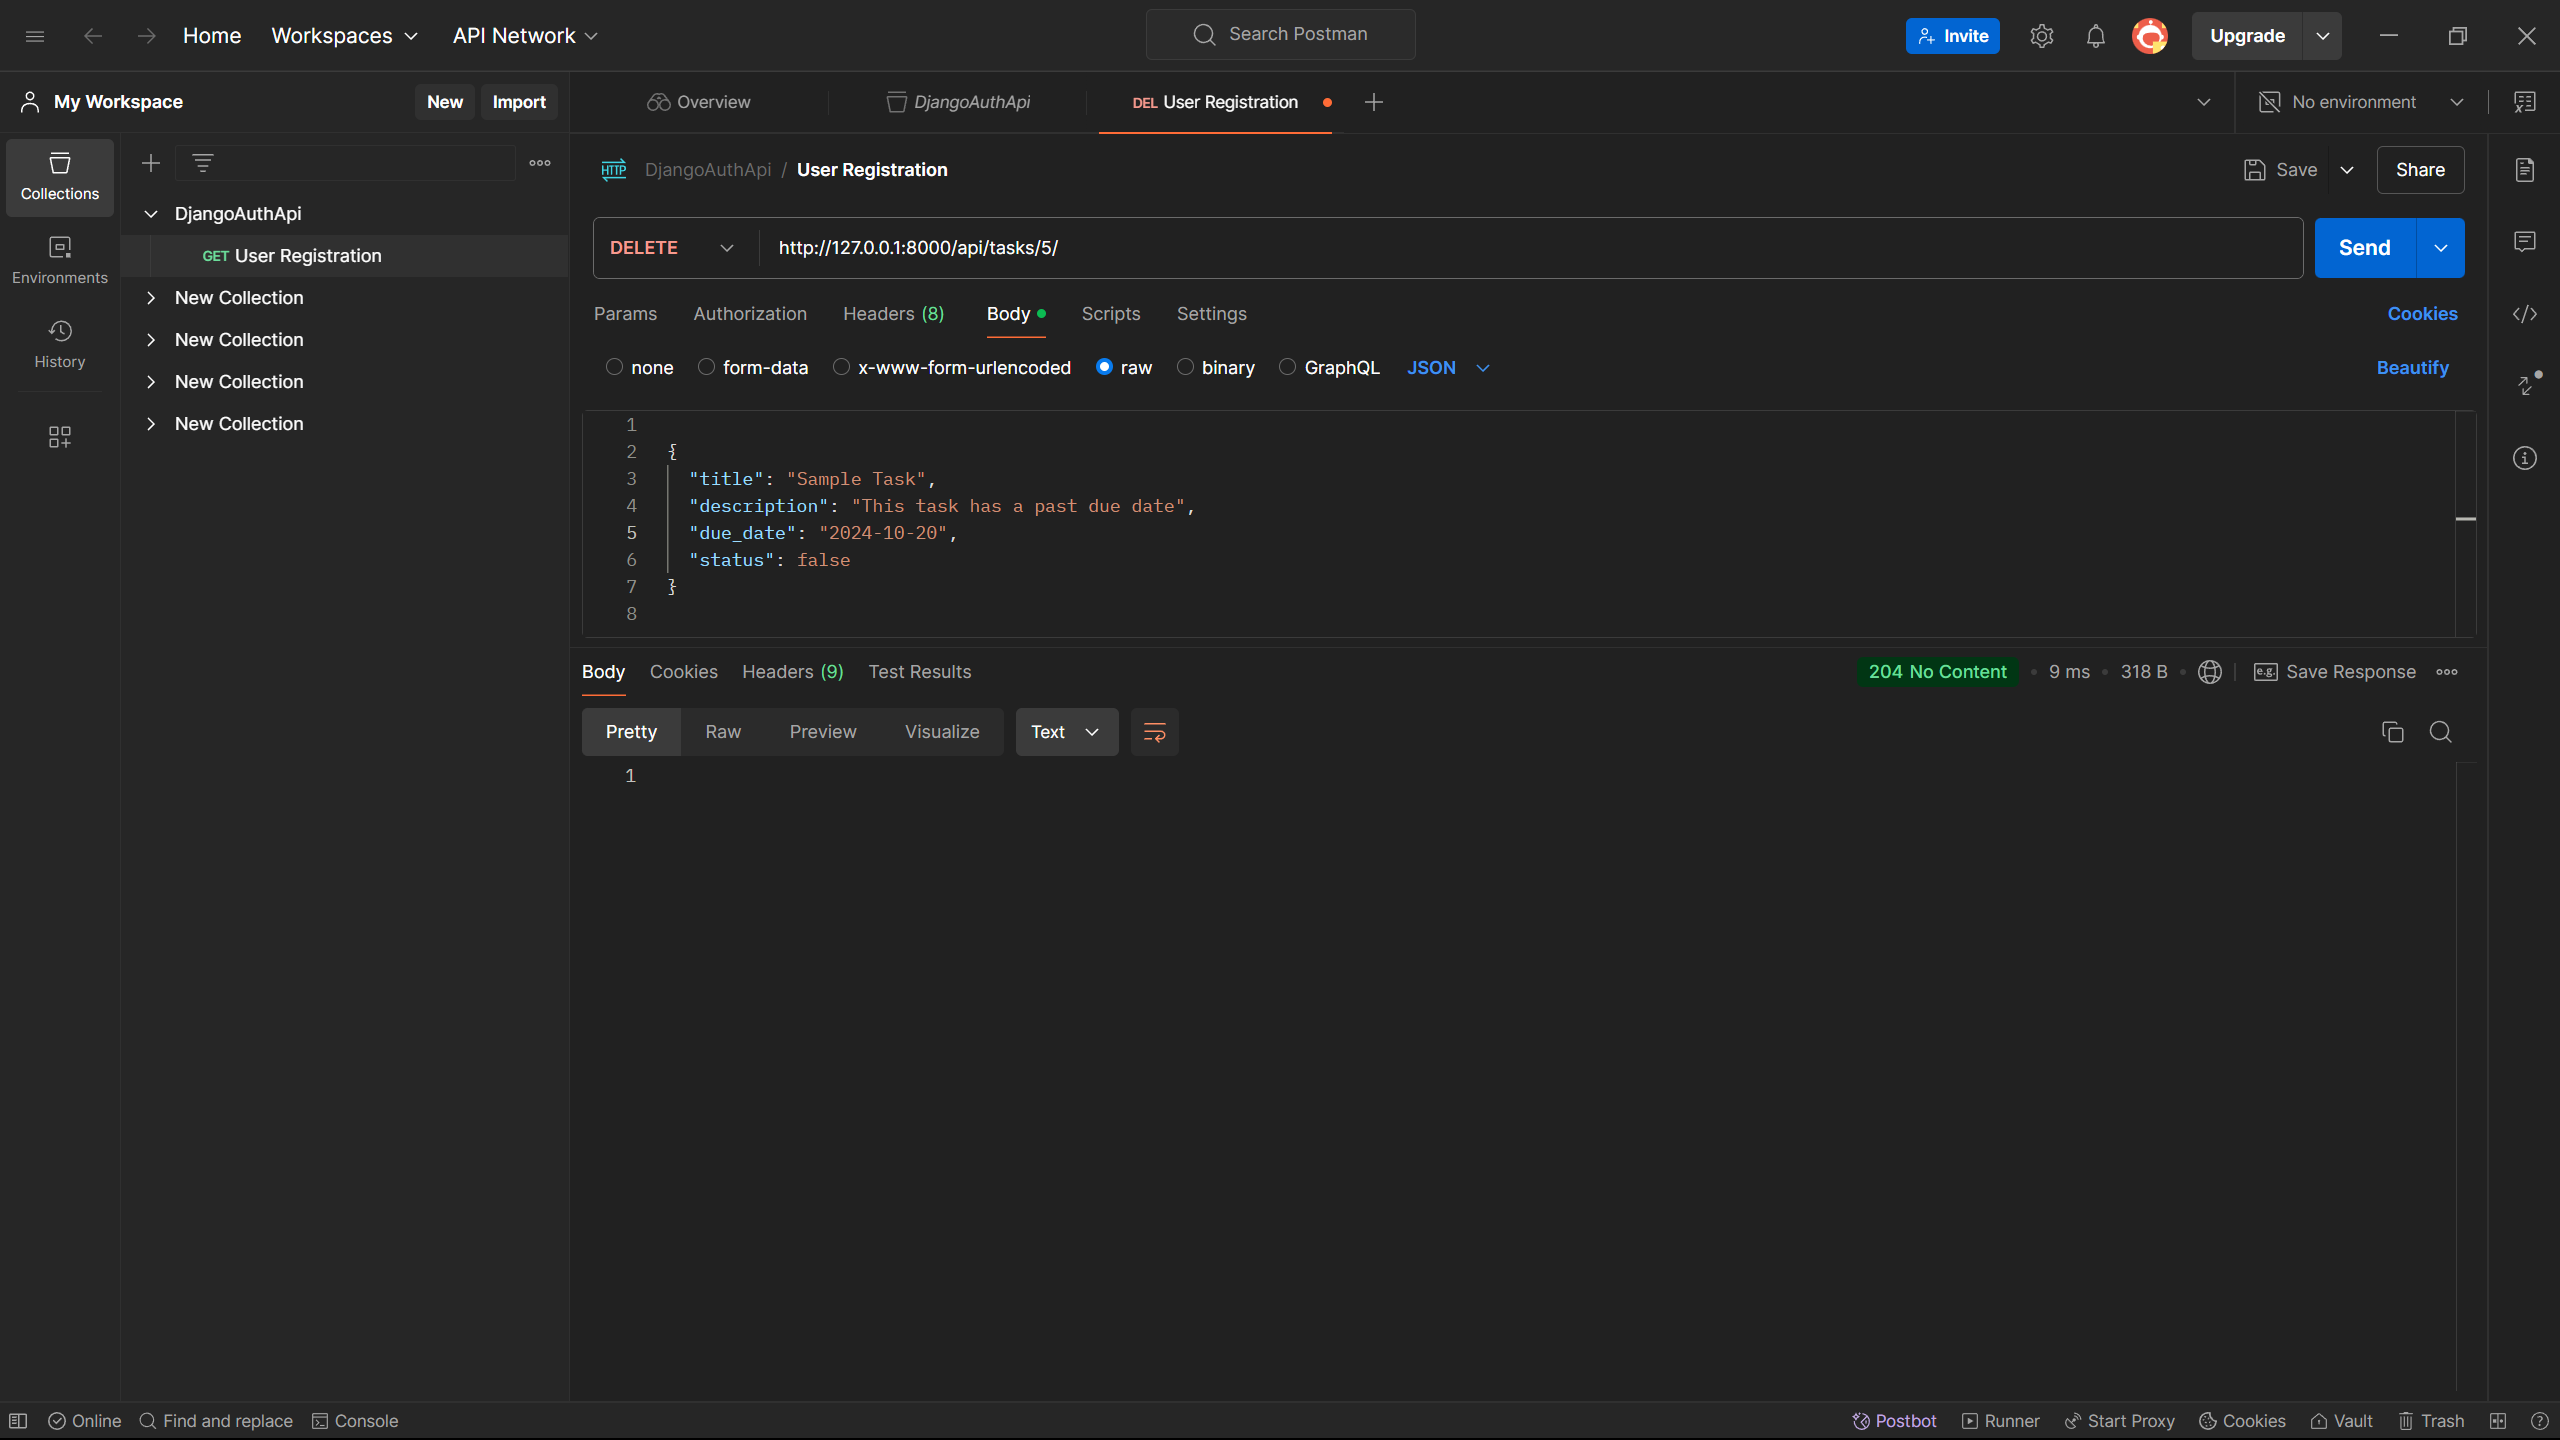 Home Workspaces API Network Search Postman Invite Upgrade
My Workspace New Import Overview DjangoAuthApi DEL User Registration No environment
Collections
Environments
History
DjangoAuthApi
GET User Registration
New Collection
New Collection
New Collection
New Collection
HTTP DjangoAuthApi / User Registration Save Share
DELETE http://127.0.0.1:8000/api/tasks/5/ Send
Params Authorization Headers (8) Body Scripts Settings Cookies
none form-data x-www-form-urlencoded raw binary GraphQL JSON Beautify
1
2 {
3 "title": "Sample Task",
4 "description": "This task has a past due date",
5 "due_date": "2024-10-20",
6 "status": false
7 }
8
Body Cookies Headers (9) Test Results 204 No Content 9 ms 318 B e.g. Save Response
Pretty Raw Preview Visualize Text
1
Online Find and replace Console Postbot Runner Start Proxy Cookies Vault Trash